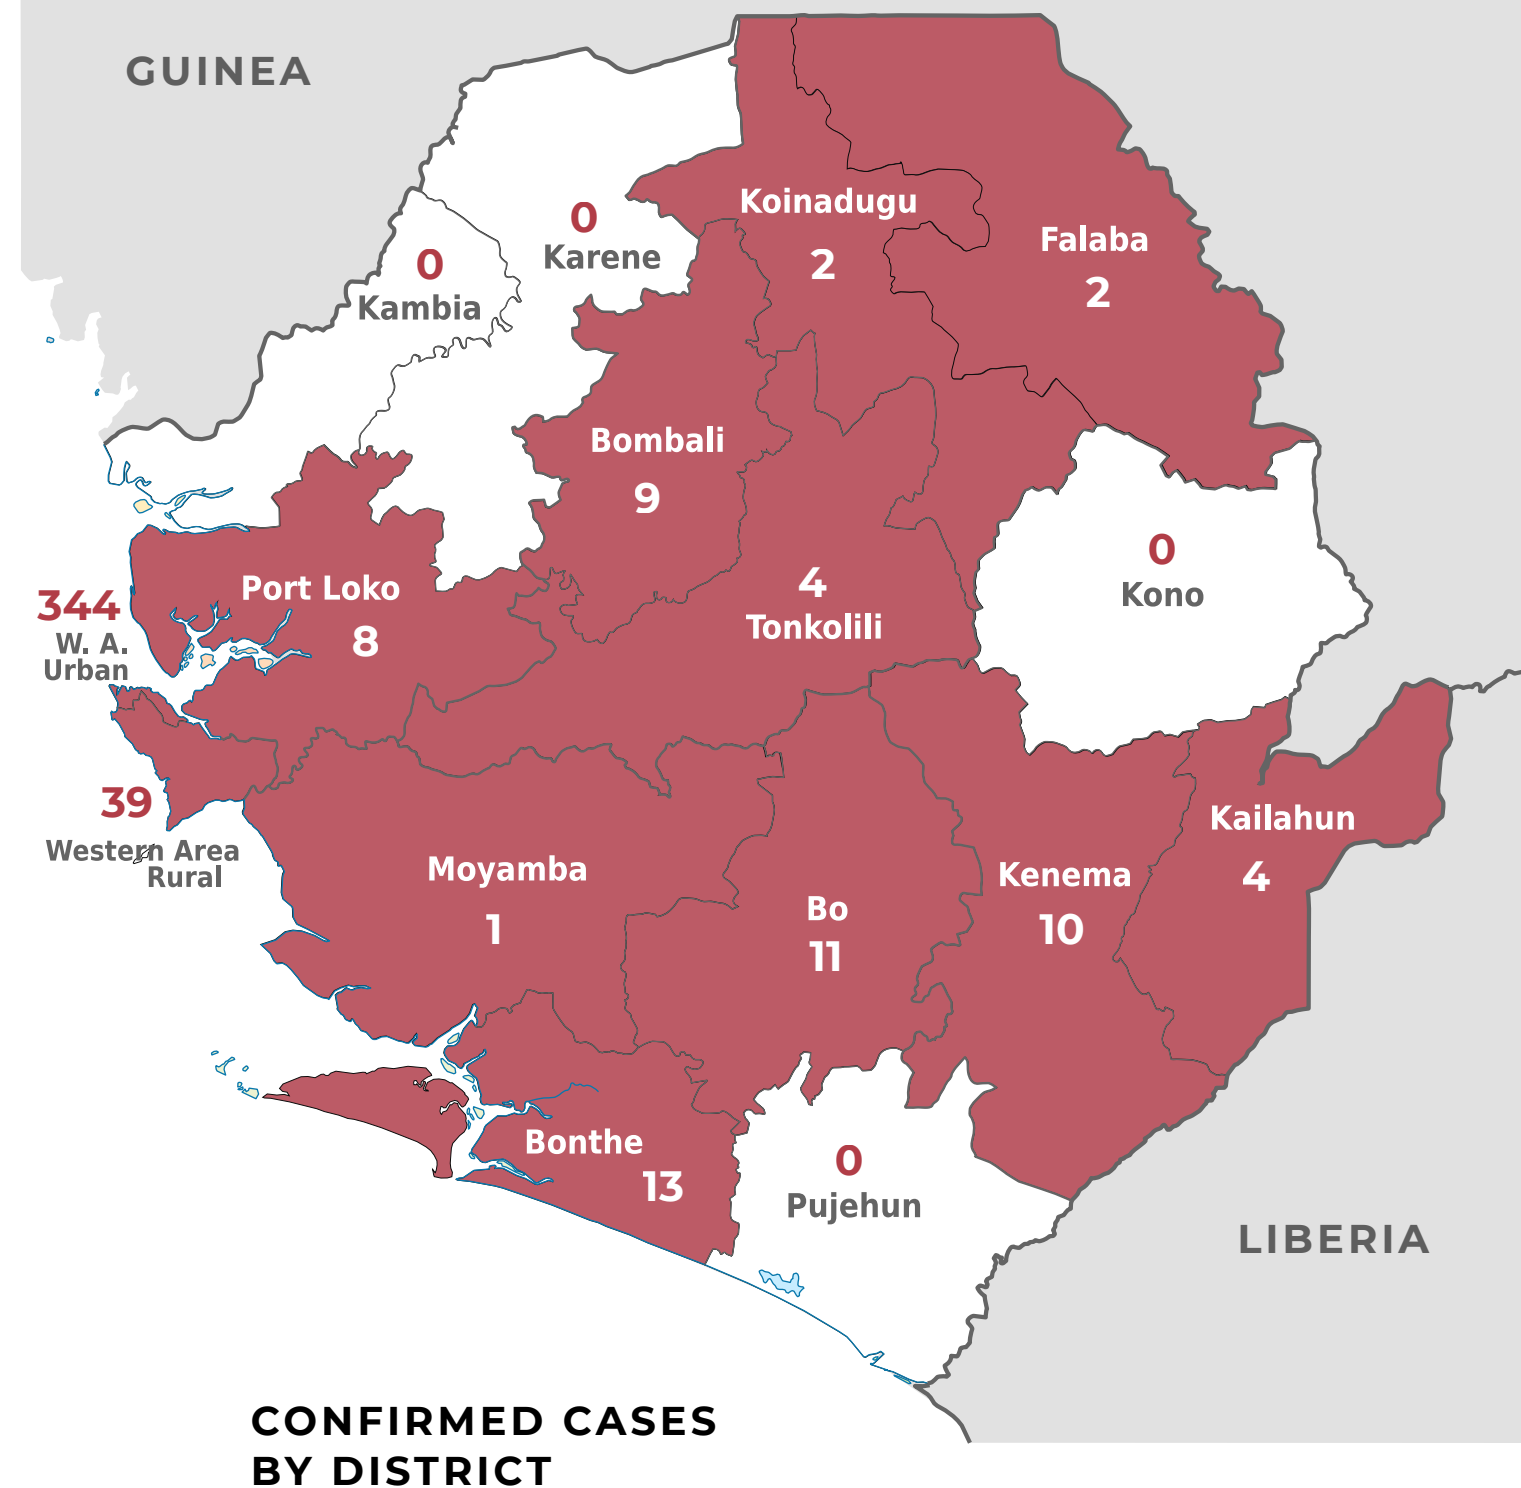 GUINEA
Koinadugu
2
Falaba
2
0
Karene
0
Kambia
Bombali
9
0
Kono
4
Tonkolili
Port Loko
8
344
W. A.
Urban
39
Western Area
Rural
Moyamba
1
Bo
11
Kenema
10
Kailahun
4
Bonthe
13
0
Pujehun
LIBERIA
CONFIRMED CASES
BY DISTRICT